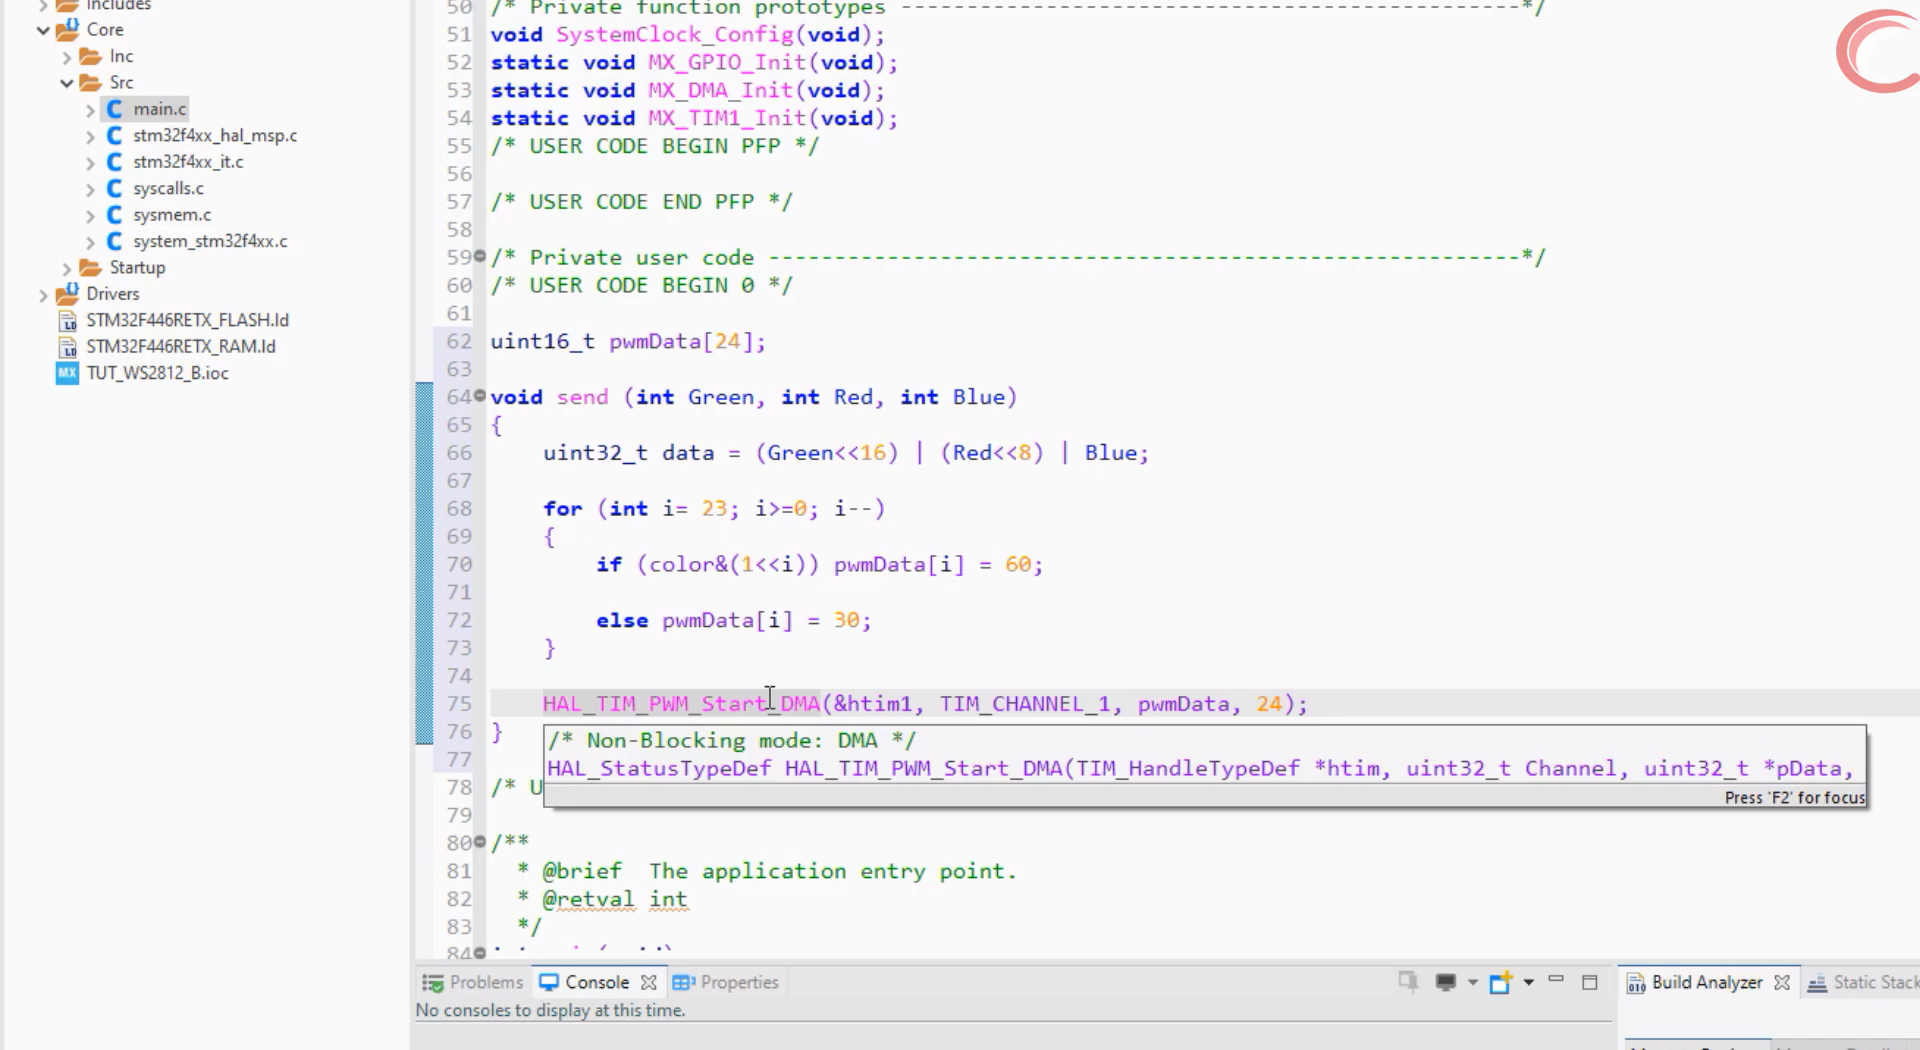 Includes
Core
Inc
Src
main.c
stm32f4xx_hal_msp.c
stm32f4xx_it.c
syscalls.c
sysmem.c
system_stm32f4xx.c
Startup
Drivers
STM32F446RETX_FLASH.ld
STM32F446RETX_RAM.ld
MX TUT_WS2812_B.ioc
50 /* Private function prototypes -----------------------------------------------*/
51 void SystemClock_Config(void);
52 static void MX_GPIO_Init(void);
53 static void MX_DMA_Init(void);
54 static void MX_TIM1_Init(void);
55 /* USER CODE BEGIN PFP */
56
57 /* USER CODE END PFP */
58
59 /* Private user code ---------------------------------------------------------*/
60 /* USER CODE BEGIN 0 */
61
62 uint16_t pwmData[24];
63
64 void send (int Green, int Red, int Blue)
65 {
66 uint32_t data = (Green<<16) | (Red<<8) | Blue;
67
68 for (int i= 23; i>=0; i--)
69 {
70 if (color&(1<<i)) pwmData[i] = 60;
71
72 else pwmData[i] = 30;
73 }
74
75 HAL_TIM_PWM_Start_DMA(&htim1, TIM_CHANNEL_1, pwmData, 24);
76 }
/* Non-Blocking mode: DMA */
77
HAL_StatusTypeDef HAL_TIM_PWM_Start_DMA(TIM_HandleTypeDef *htim, uint32_t Channel, uint32_t *pData,
78 /* U
Press 'F2' for focus
79
80 /**
81 * @brief The application entry point.
82 * @retval int
83 */
84
Problems Console Properties
No consoles to display at this time.
Build Analyzer Static Stack